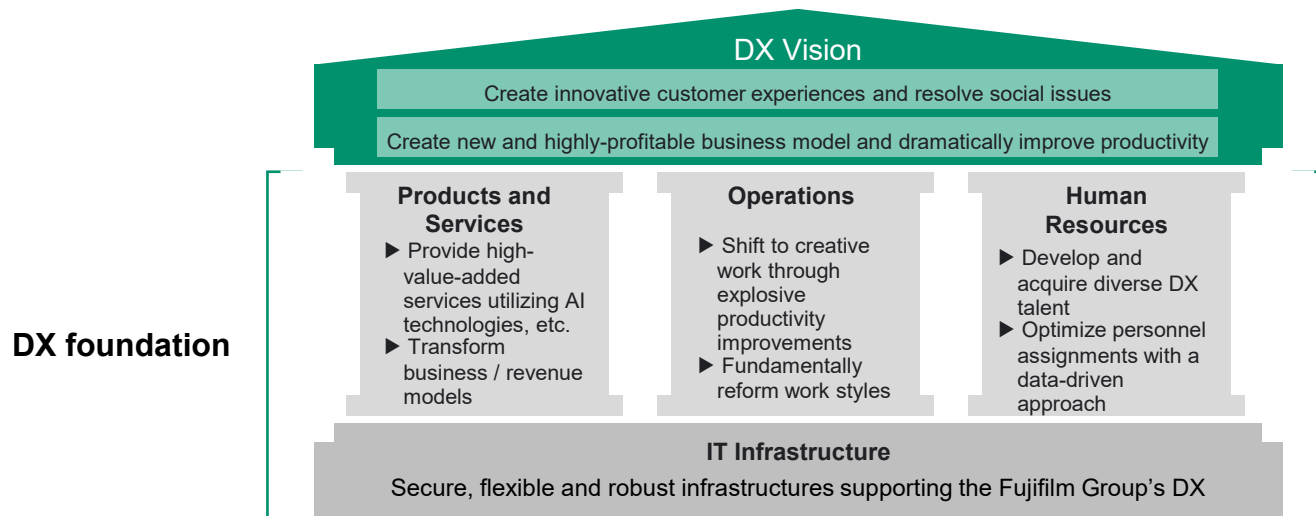 DX Vision
Create innovative customer experiences and resolve social issues
Create new and highly-profitable business model and dramatically improve productivity
DX foundation
Products and
Services
▶ Provide high-
value-added
services utilizing AI
technologies, etc.
▶ Transform
business / revenue
models
Operations
▶ Shift to creative
work through
explosive
productivity
improvements
▶ Fundamentally
reform work styles
Human
Resources
▶ Develop and
acquire diverse DX
talent
▶ Optimize personnel
assignments with a
data-driven
approach
IT Infrastructure
Secure, flexible and robust infrastructures supporting the Fujifilm Group's DX